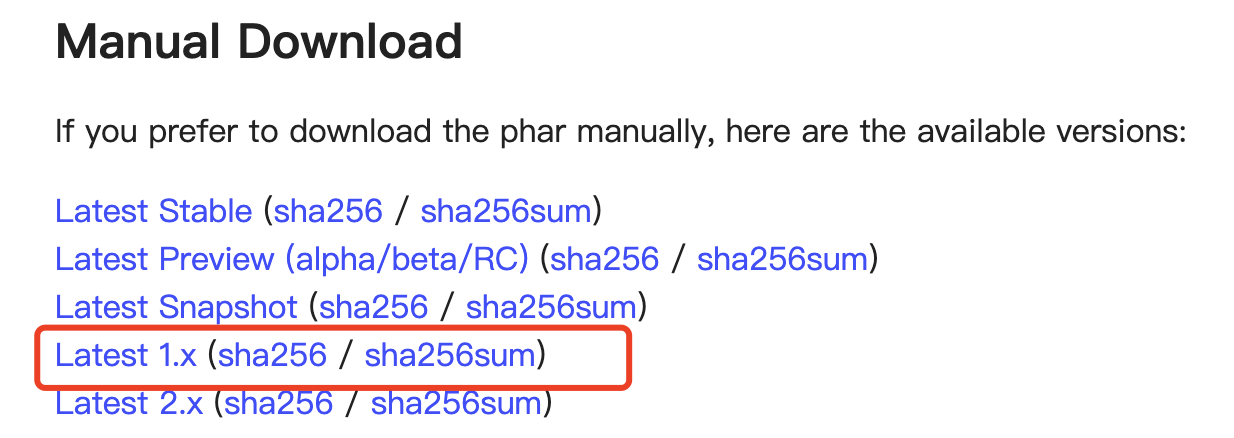 Manual Download
If you prefer to download the phar manually, here are the available versions:
Latest Stable (sha256 / sha256sum)
Latest Preview (alpha/beta/RC) (sha256 / sha256sum)
Latest Snapshot (sha256 / sha256sum)
Latest 1.x (sha256 / sha256sum)
Latest 2.x (sha256 / sha256sum)